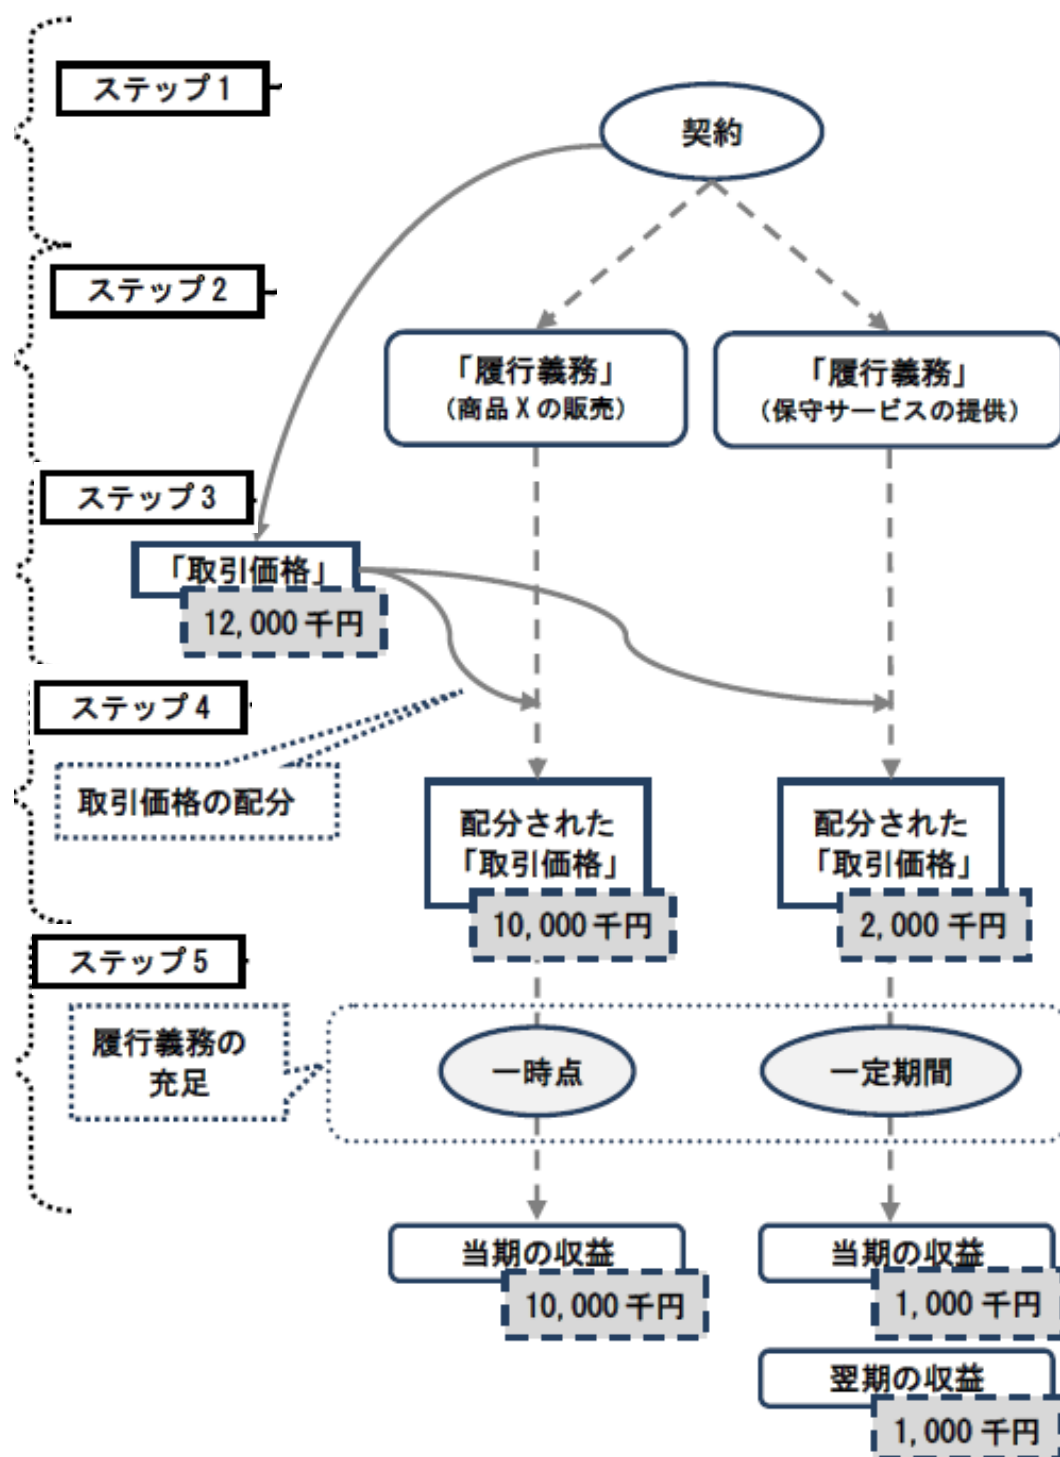 ステップ1
契約
ステップ2
「履行義務」
(商品Xの販売)
「履行義務」
(保守サービスの提供)
ステップ3
「取引価格」
12,000千円
ステップ4
取引価格の配分
配分された
「取引価格」
10,000千円
配分された
「取引価格」
2,000千円
ステップ5
履行義務の
充足
一時点
一定期間
当期の収益
10,000千円
当期の収益
1,000千円
翌期の収益
1,000千円